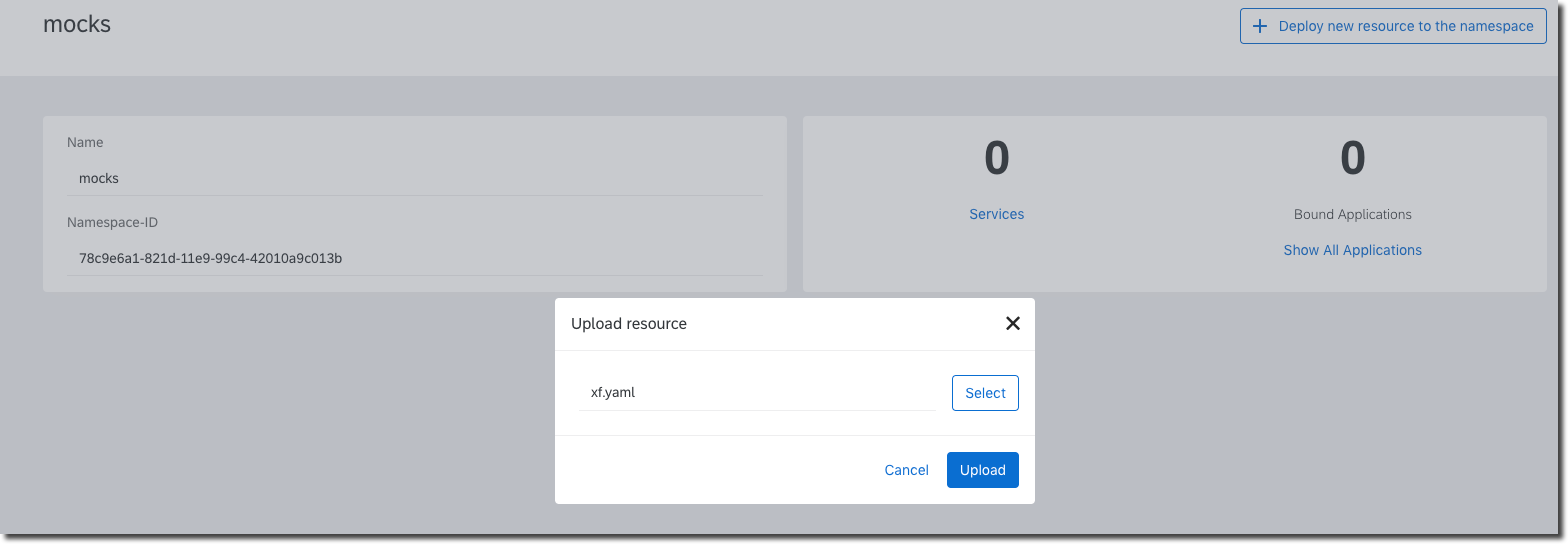 mocks
Deploy new resource to the namespace
Name
mocks
Namespace-ID
78c9e6a1-821d-11e9-99c4-42010a9c013b
0
Services
0
Bound Applications
Show All Applications
Upload resource
xf.yaml
Select
Cancel
Upload